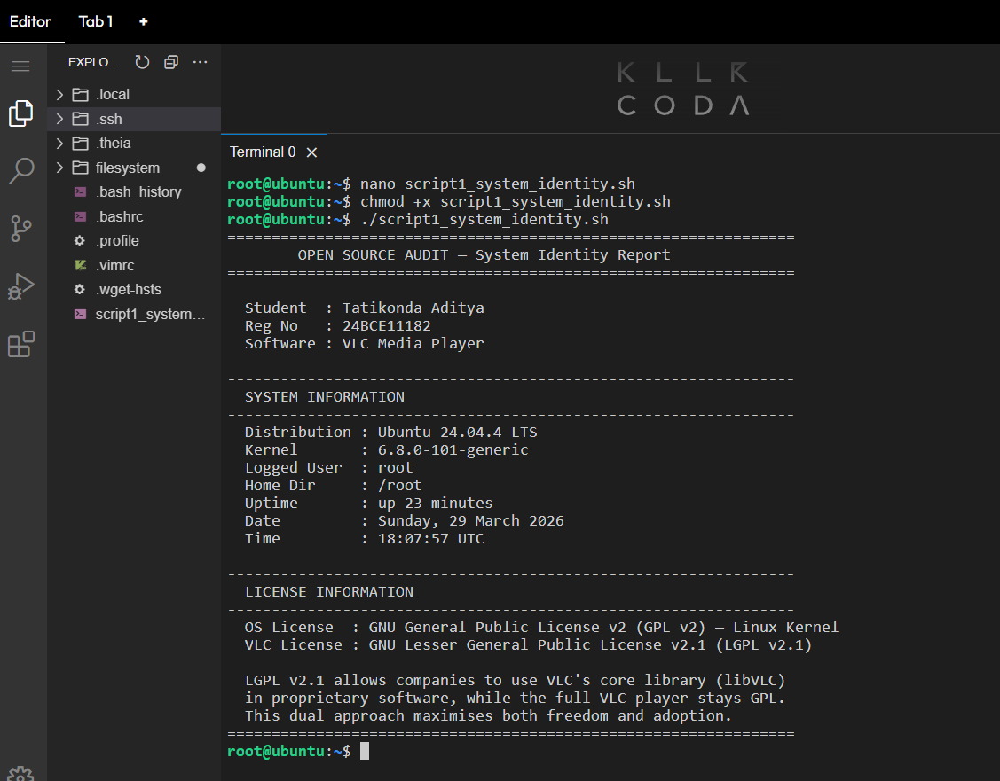 Editor Tab 1 +
EXPLO... ...
.local
.ssh
.theia
filesystem
.bash_history
.bashrc
.profile
.vimrc
.wget-hsts
script1_system...
KLLR
CODA
Terminal 0
root@ubuntu:~$ nano script1_system_identity.sh
root@ubuntu:~$ chmod +x script1_system_identity.sh
root@ubuntu:~$ ./script1_system_identity.sh
================================================================
OPEN SOURCE AUDIT — System Identity Report
================================================================
Student : Tatikonda Aditya
Reg No : 24BCE11182
Software : VLC Media Player
----------------------------------------------------------------
SYSTEM INFORMATION
----------------------------------------------------------------
Distribution : Ubuntu 24.04.4 LTS
Kernel : 6.8.0-101-generic
Logged User : root
Home Dir : /root
Uptime : up 23 minutes
Date : Sunday, 29 March 2026
Time : 18:07:57 UTC
----------------------------------------------------------------
LICENSE INFORMATION
----------------------------------------------------------------
OS License : GNU General Public License v2 (GPL v2) — Linux Kernel
VLC License : GNU Lesser General Public License v2.1 (LGPL v2.1)
LGPL v2.1 allows companies to use VLC's core library (libVLC)
in proprietary software, while the full VLC player stays GPL.
This dual approach maximises both freedom and adoption.
================================================================
root@ubuntu:~$